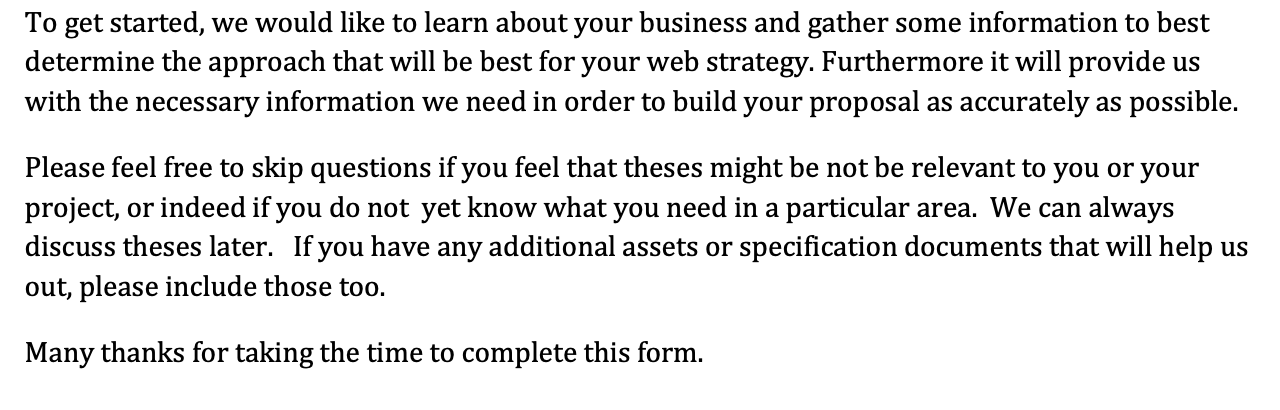 To get started, we would like to learn about your business and gather some information to best
determine the approach that will be best for your web strategy. Furthermore it will provide us
with the necessary information we need in order to build your proposal as accurately as possible.
Please feel free to skip questions if you feel that theses might be not be relevant to you or your
project, or indeed if you do not  yet know what you need in a particular area.  We can always
discuss theses later.   If you have any additional assets or specification documents that will help us
out, please include those too.
Many thanks for taking the time to complete this form.